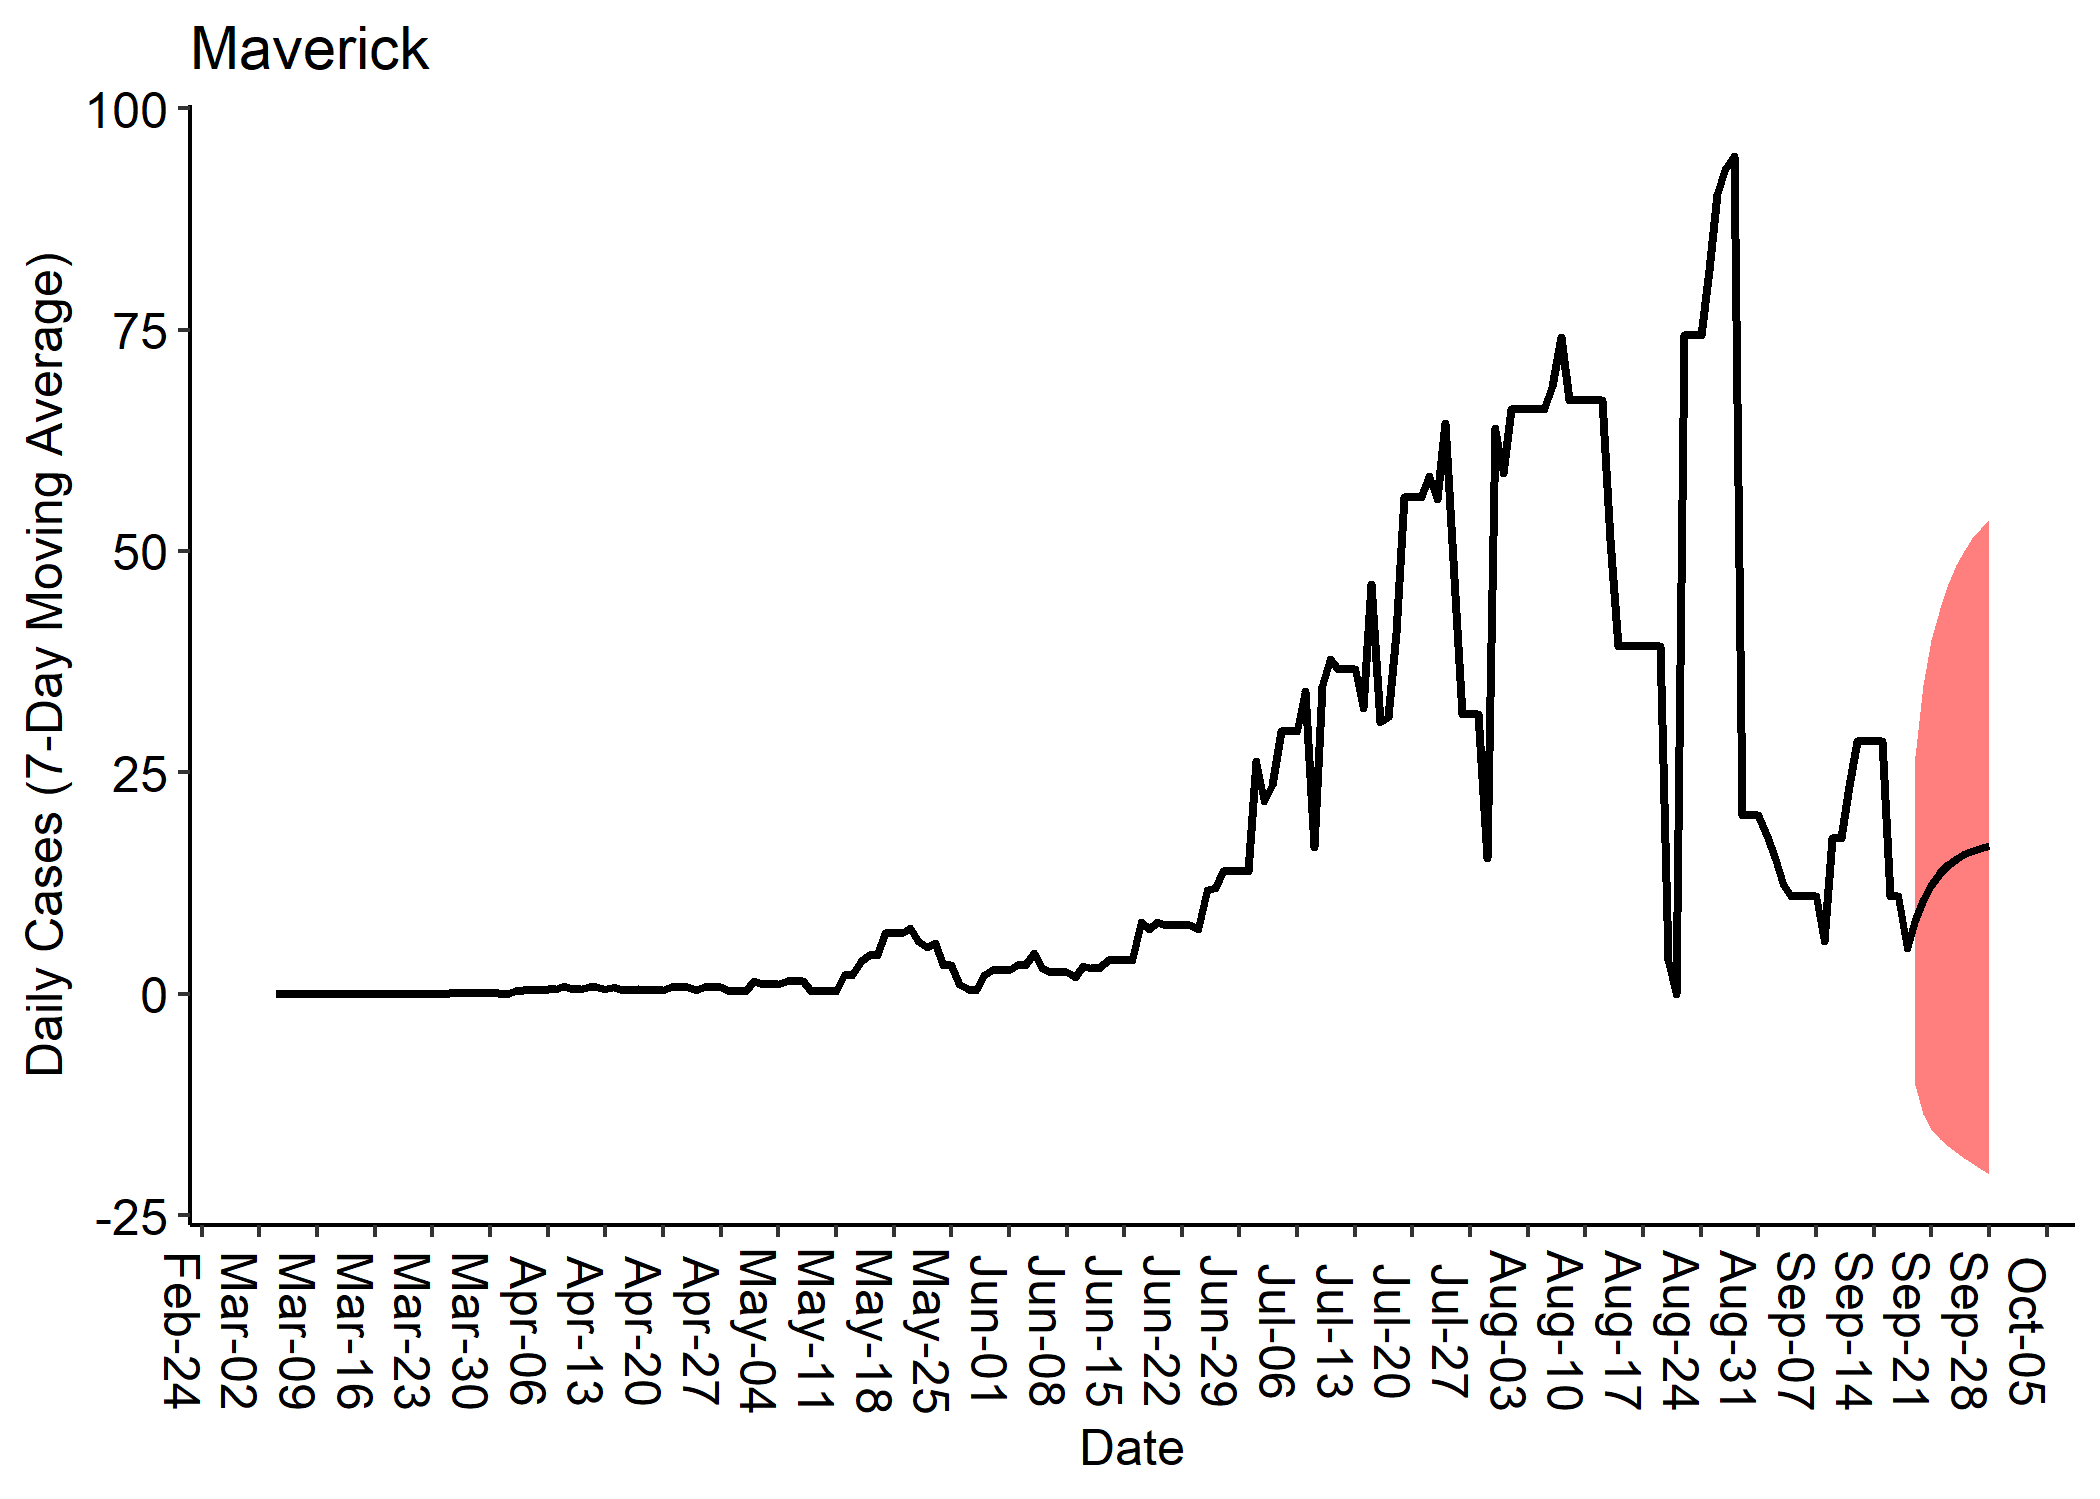 Maverick
Daily Cases (7-Day Moving Average)
100
75
50
25
0
-25
Feb-24
Mar-02
Mar-09
Mar-16
Mar-23
Mar-30
Apr-06
Apr-13
Apr-20
Apr-27
May-04
May-11
May-18
May-25
Jun-01
Jun-08
Jun-15
Jun-22
Jun-29
Jul-06
Jul-13
Jul-20
Jul-27
Aug-03
Aug-10
Aug-17
Aug-24
Aug-31
Sep-07
Sep-14
Sep-21
Sep-28
Oct-05
Date